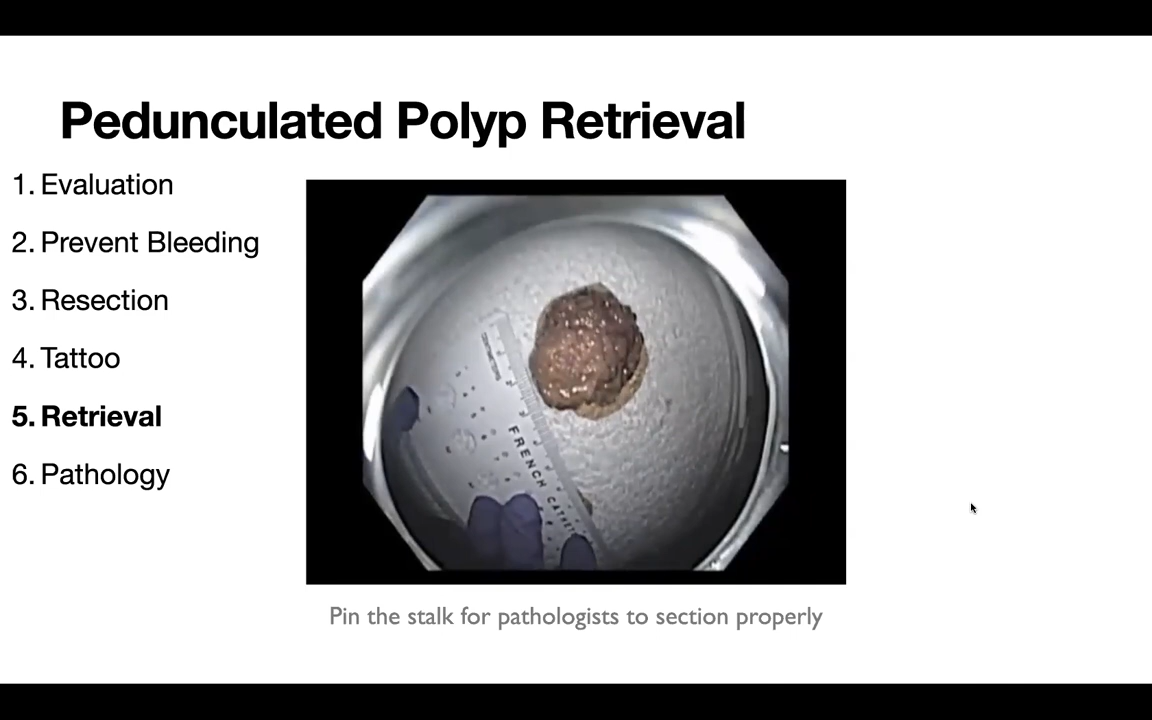 Pedunculated Polyp Retrieval
1. Evaluation
2. Prevent Bleeding
3. Resection
4. Tattoo
5. Retrieval
6. Pathology
FRENCH
Pin the stalk for pathologists to section properly